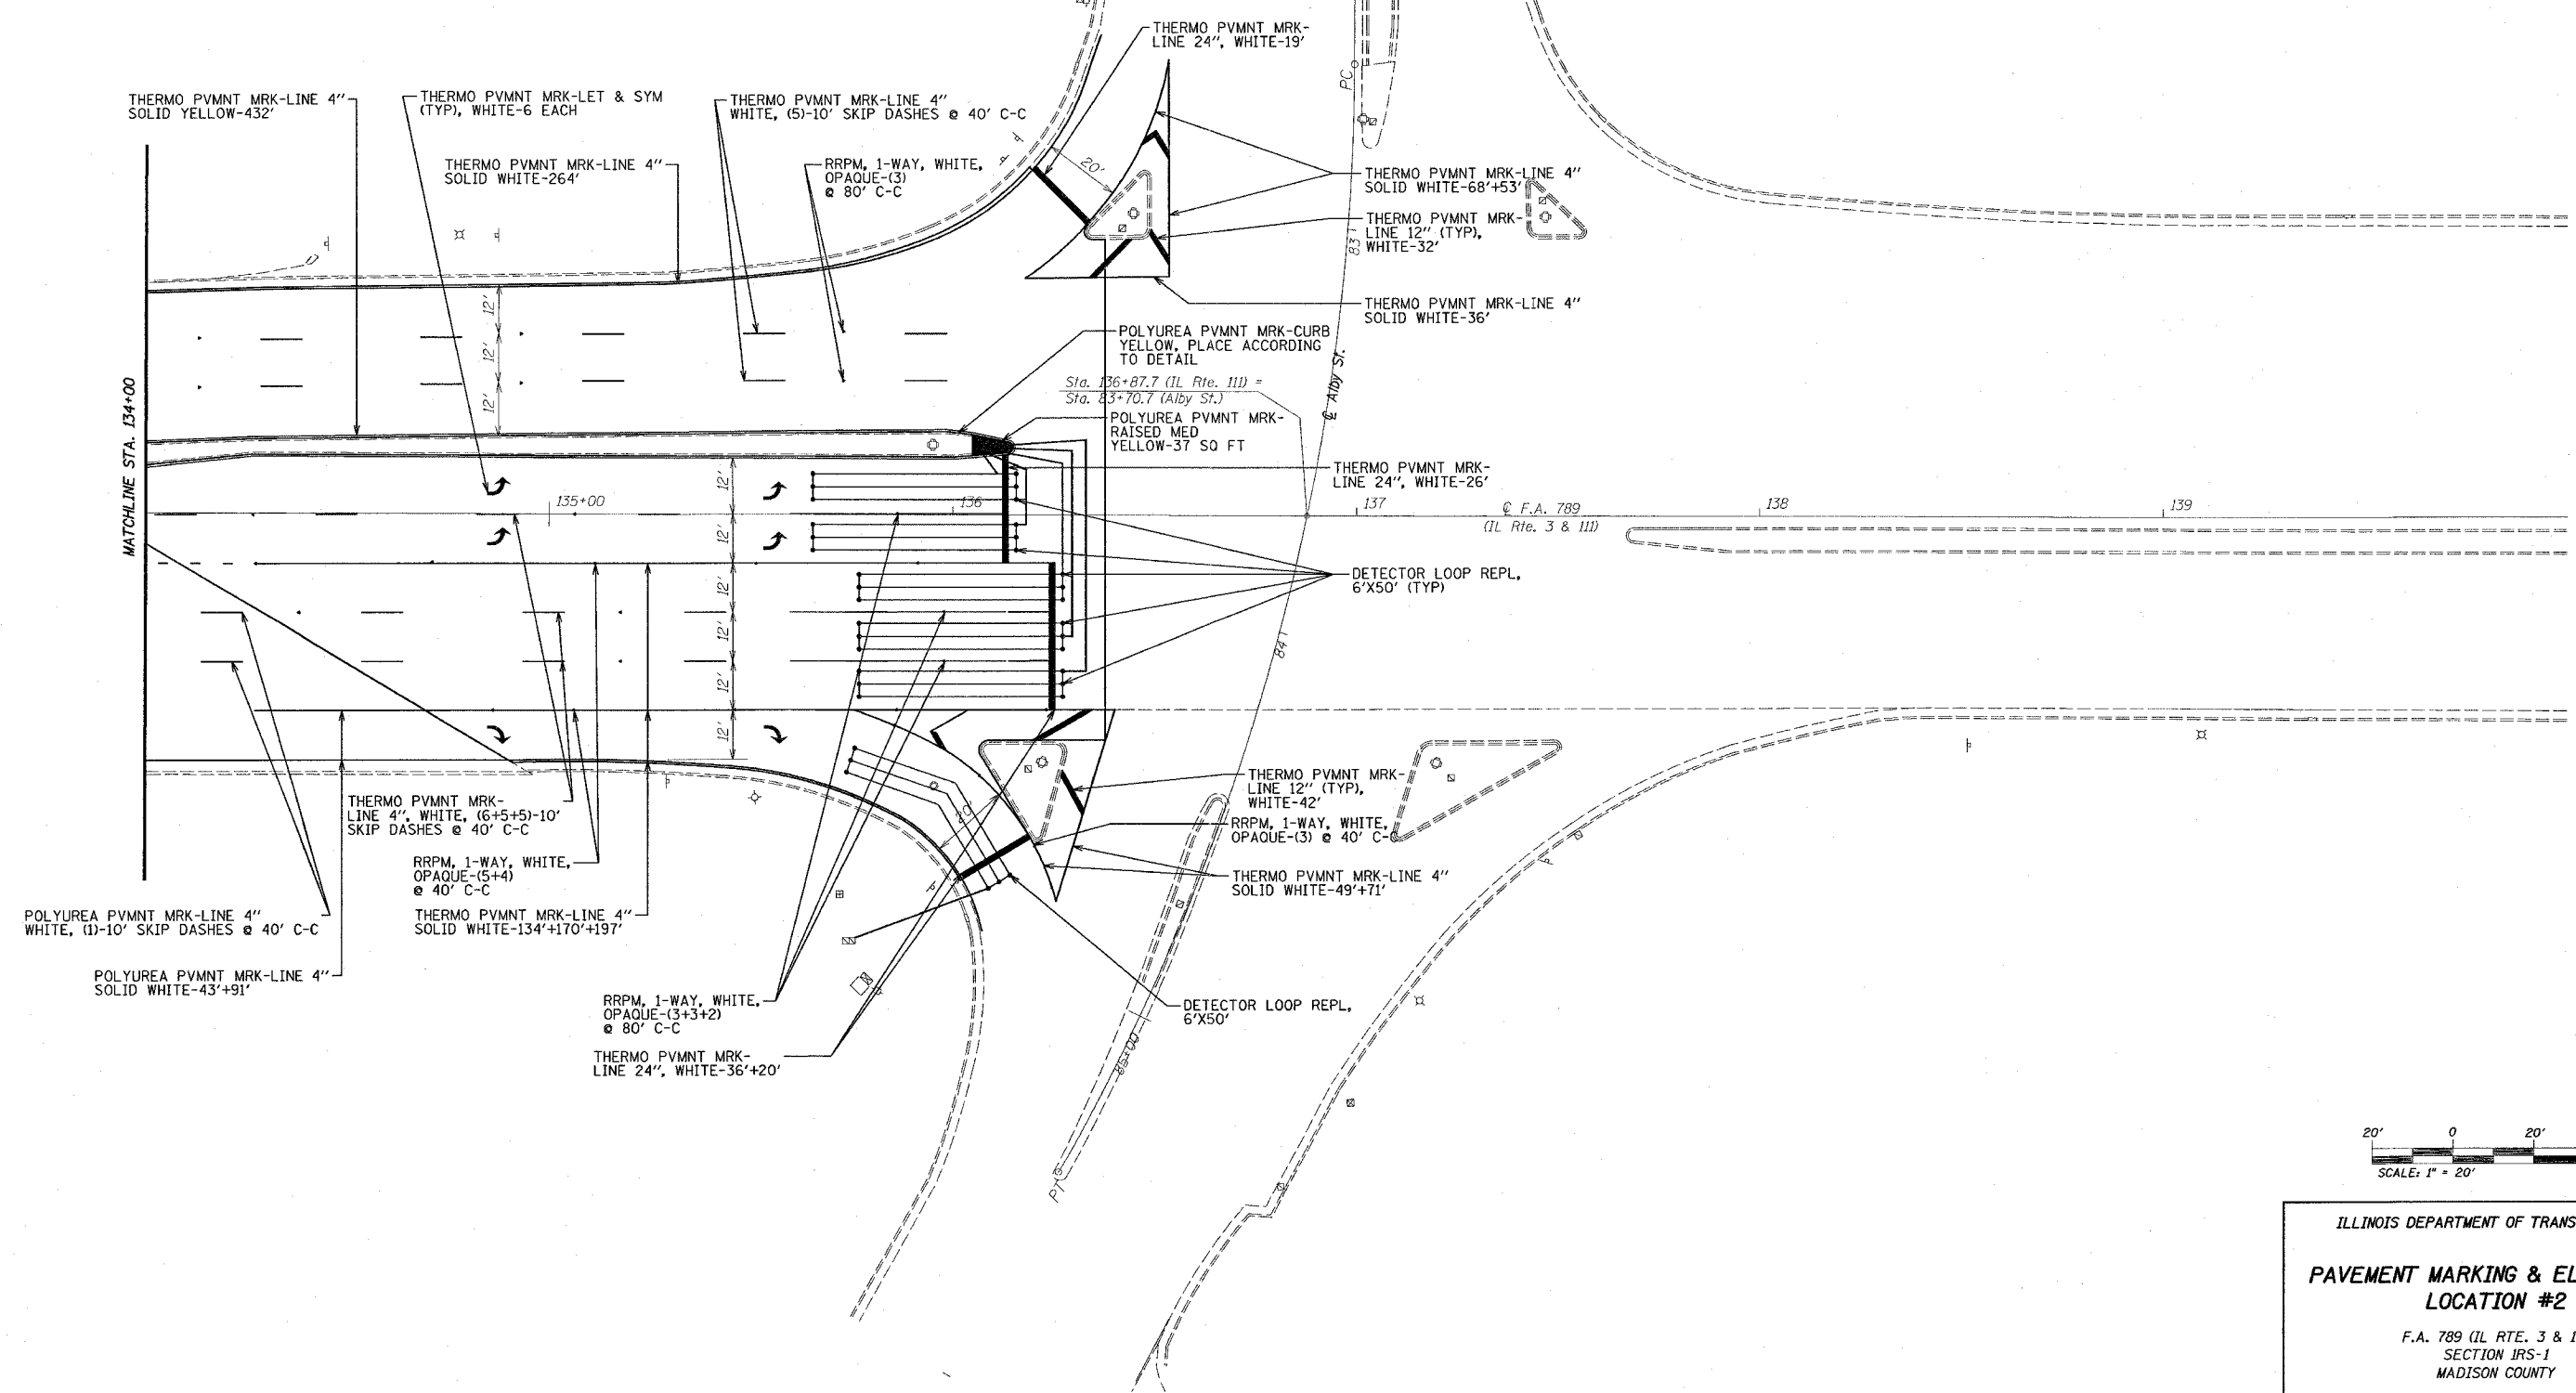 THERMO PVMNT MRK-
LINE 24", WHITE-19'
THERMO PVMNT MRK-LINE 4"
SOLID YELLOW-432'
THERMO PVMNT MRK-LET & SYM
(TYP), WHITE-6 EACH
THERMO PVMNT MRK-LINE 4"
WHITE, (5)-10' SKIP DASHES @ 40' C-C
THERMO PVMNT MRK-LINE 4"
SOLID WHITE-264'
RRPM, 1-WAY, WHITE,
OPAQUE-(3)
@ 80' C-C
20'
PC
THERMO PVMNT MRK-LINE 4"
SOLID WHITE-68'+53'
THERMO PVMNT MRK-
LINE 12" (TYP),
WHITE-32'
831
THERMO PVMNT MRK-LINE 4"
SOLID WHITE-36'
12'
12'
12'
POLYUREA PVMNT MRK-CURB
YELLOW, PLACE ACCORDING
TO DETAIL
Sta. 136+87.7 (IL Rte. 111) =
Sta. 83+70.7 (Alby St.)
℄ Alby St.
POLYUREA PVMNT MRK-
RAISED MED
YELLOW-37 SQ FT
MATCHLINE STA. 134+00
THERMO PVMNT MRK-
LINE 24", WHITE-26'
135+00
136
137
℄ F.A. 789
(IL Rte. 3 & 111)
138
139
12'
12'
12'
12'
12'
12'
DETECTOR LOOP REPL,
6'X50' (TYP)
841
THERMO PVMNT MRK-
LINE 4", WHITE, (6+5+5)-10'
SKIP DASHES @ 40' C-C
RRPM, 1-WAY, WHITE,
OPAQUE-(5+4)
@ 40' C-C
20'
THERMO PVMNT MRK-
LINE 12" (TYP),
WHITE-42'
RRPM, 1-WAY, WHITE,
OPAQUE-(3) @ 40' C-C
THERMO PVMNT MRK-LINE 4"
SOLID WHITE-49'+71'
POLYUREA PVMNT MRK-LINE 4"
WHITE, (1)-10' SKIP DASHES @ 40' C-C
THERMO PVMNT MRK-LINE 4"
SOLID WHITE-134'+170'+197'
POLYUREA PVMNT MRK-LINE 4"
SOLID WHITE-43'+91'
RRPM, 1-WAY, WHITE,
OPAQUE-(3+3+2)
@ 80' C-C
DETECTOR LOOP REPL,
6'X50'
THERMO PVMNT MRK-
LINE 24", WHITE-36'+20'
85+00
PT
20' 0 20'
SCALE: 1" = 20'
ILLINOIS DEPARTMENT OF TRANS
PAVEMENT MARKING & EL
LOCATION #2
F.A. 789 (IL RTE. 3 & 1
SECTION 1RS-1
MADISON COUNTY